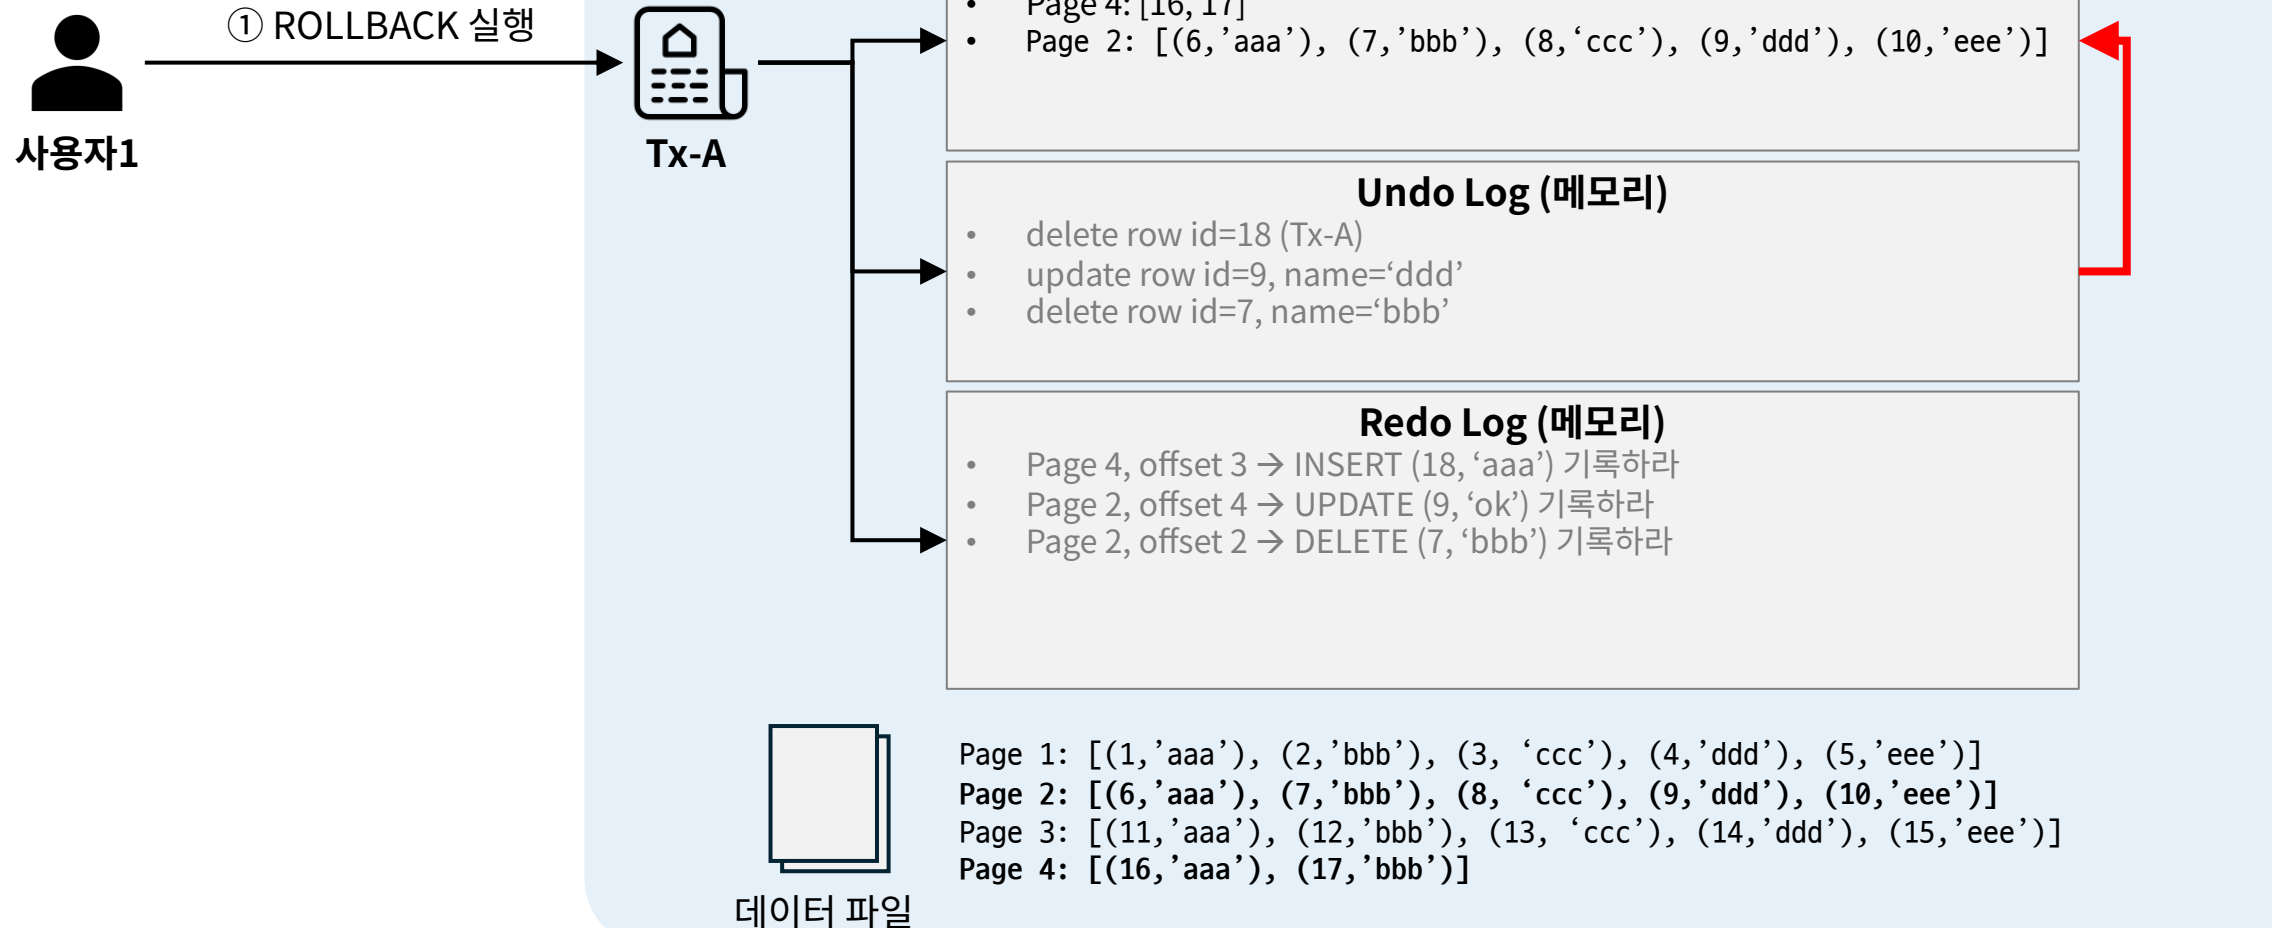 ① ROLLBACK 실행
사용자1
Tx-A
• Page 4: [16, 17]
• Page 2: [(6,’aaa’), (7,’bbb’), (8,‘ccc’), (9,’ddd’), (10,’eee’)]
Undo Log (메모리)
• delete row id=18 (Tx-A)
• update row id=9, name=‘ddd’
• delete row id=7, name=‘bbb’
Redo Log (메모리)
• Page 4, offset 3 → INSERT (18, ‘aaa’) 기록하라
• Page 2, offset 4 → UPDATE (9, ‘ok’) 기록하라
• Page 2, offset 2 → DELETE (7, ‘bbb’) 기록하라
Page 1: [(1,’aaa’), (2,’bbb’), (3, ‘ccc’), (4,’ddd’), (5,’eee’)]
Page 2: [(6,’aaa’), (7,’bbb’), (8, ‘ccc’), (9,’ddd’), (10,’eee’)]
Page 3: [(11,’aaa’), (12,’bbb’), (13, ‘ccc’), (14,’ddd’), (15,’eee’)]
Page 4: [(16,’aaa’), (17,’bbb’)]
데이터 파일